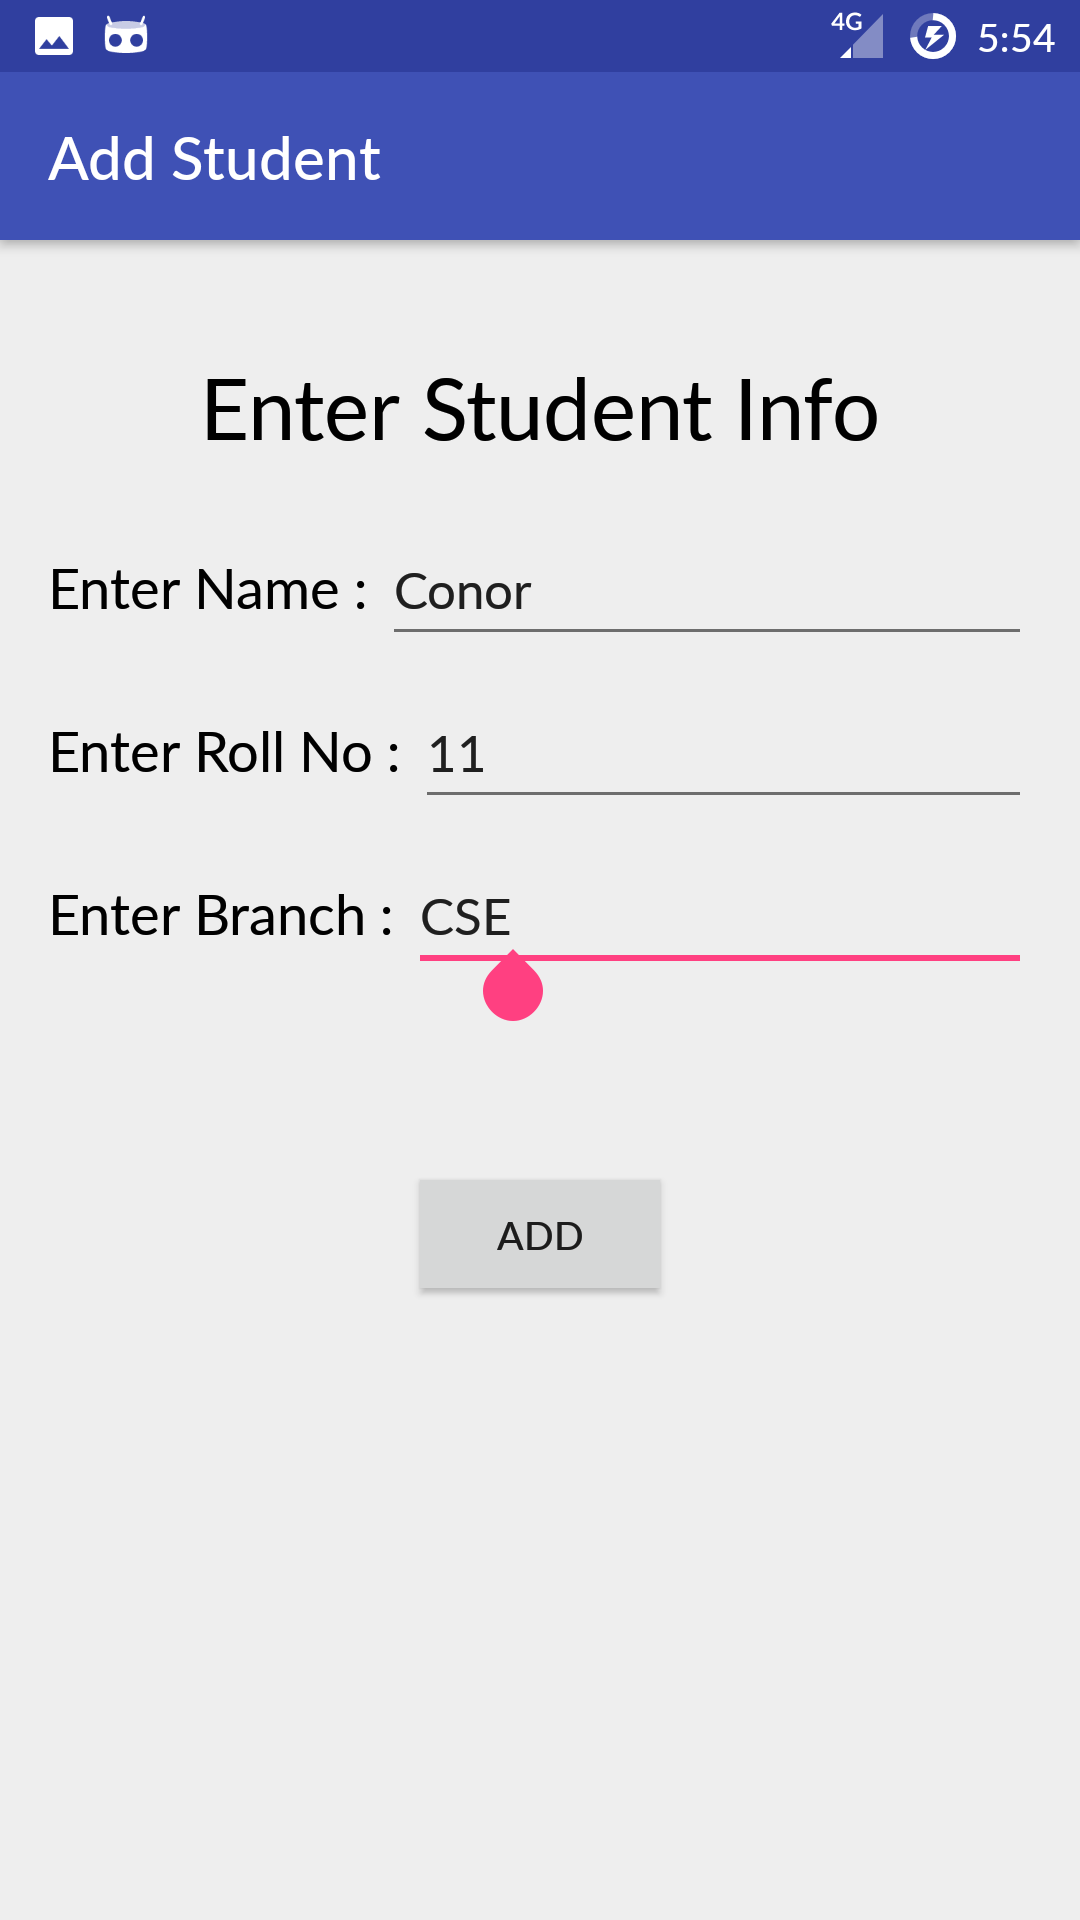 4G 5:54
Add Student
Enter Student Info
Enter Name : Conor
Enter Roll No : 11
Enter Branch : CSE
ADD